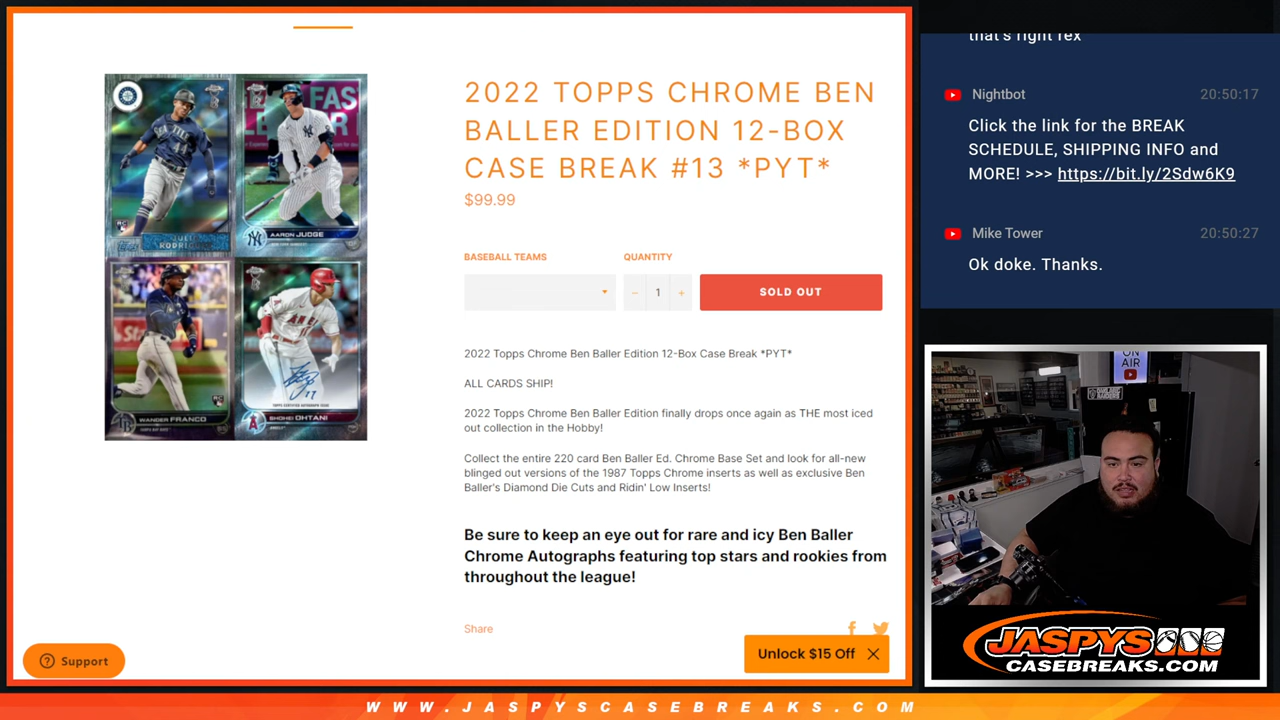 2022 TOPPS CHROME BEN
BALLER EDITION 12-BOX
CASE BREAK #13 *PYT*
$99.99
BASEBALL TEAMS
QUANTITY
− 1 +
SOLD OUT
2022 Topps Chrome Ben Baller Edition 12-Box Case Break *PYT*
ALL CARDS SHIP!
2022 Topps Chrome Ben Baller Edition finally drops once again as THE most iced
out collection in the Hobby!
Collect the entire 220 card Ben Baller Ed. Chrome Base Set and look for all-new
blinged out versions of the 1987 Topps Chrome inserts as well as exclusive Ben
Baller's Diamond Die Cuts and Ridin' Low Inserts!
Be sure to keep an eye out for rare and icy Ben Baller
Chrome Autographs featuring top stars and rookies from
throughout the league!
Share
Support
Unlock $15 Off
AARON JUDGE
WANDER FRANCO
SHOHEI OHTANI
that's right rex
Nightbot 20:50:17
Click the link for the BREAK
SCHEDULE, SHIPPING INFO and
MORE! >>> https://bit.ly/2Sdw6K9
Mike Tower 20:50:27
Ok doke. Thanks.
ON
AIR
JASPYS
CASEBREAKS.COM
WWW.JASPYSCASEBREAKS.COM